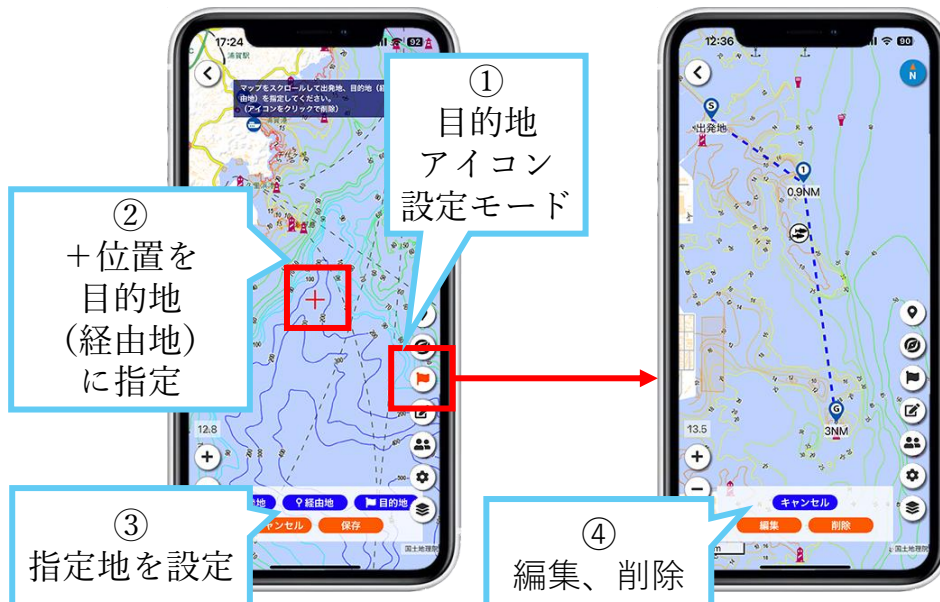 17:24
92
浦賀駅
マップをスクロールして出発地、目的地（経
由地）を指定してください。
（アイコンをクリックで削除）
①
目的地
アイコン
設定モード
②
＋位置を
目的地
（経由地）
に指定
12.8
経由地
目的地
保存
国土地理院
③
指定地を設定
12:36
90
N
S
出発地
1
0.9NM
G
3NM
13.5
キャンセル
編集
削除
国土地理院
④
編集、削除